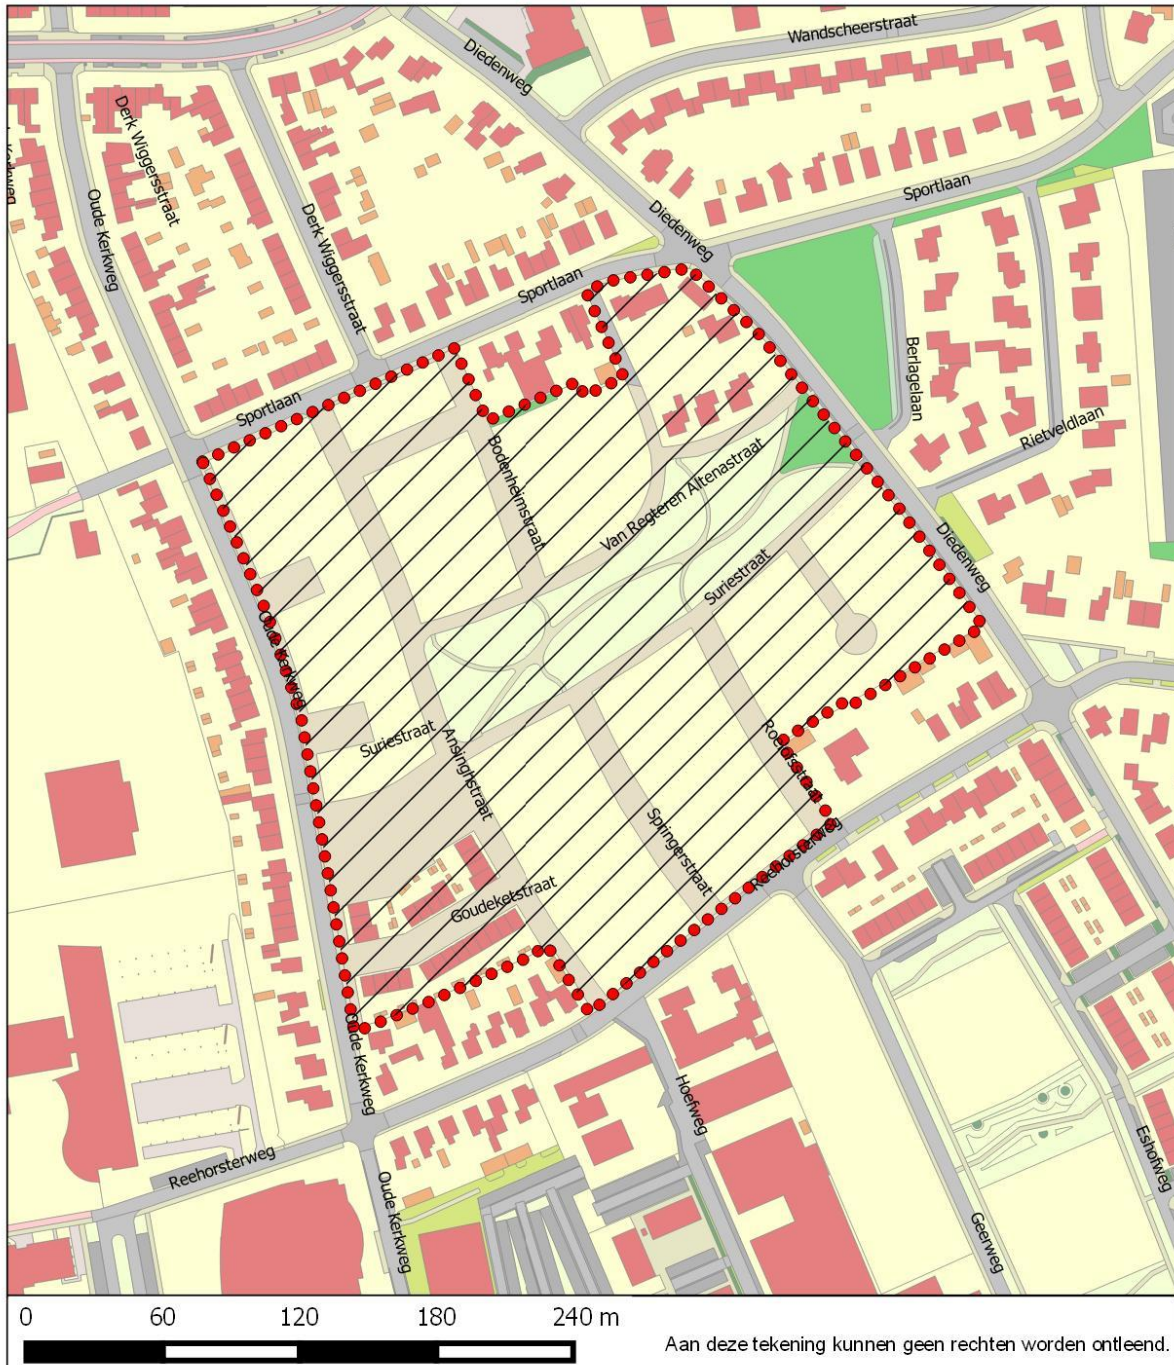 Wandscheerstraat
Diedenweg
Derk Wiggersstraat
Kerkweg
Oude Kerkweg
Derk Wiggersstraat
Sportlaan
Diedenweg
Sportlaan
Berlagelaan
Sportlaan
Rietveldlaan
Bodenheimstraat
Van Regteren Altenastraat
Diedenweg
Suriestraat
Oude Kerkweg
Suriestraat
Ansinghstraat
Roelofsstraat
Springerstraat
Reehorsterweg
Goudeketstraat
Oude Kerkweg
Hoefweg
Reehorsterweg
Oude Kerkweg
Geerweg
Eshofweg
0 60 120 180 240 m
Aan deze tekening kunnen geen rechten worden ontleend.